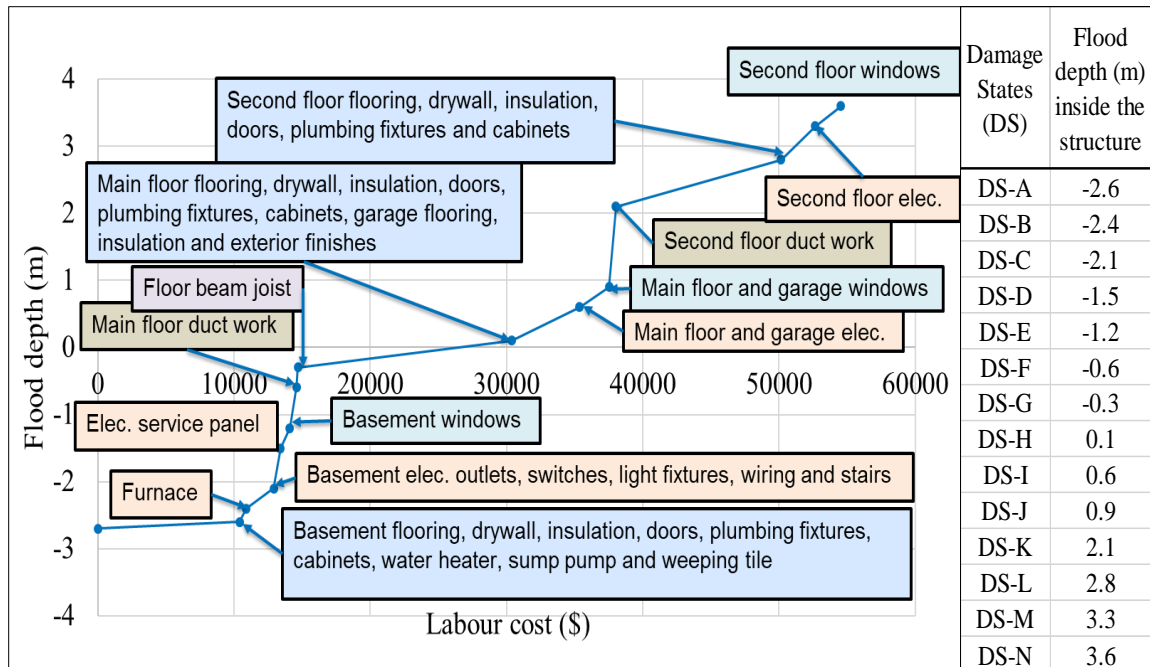 Second floor windows
4
Second floor flooring, drywall, insulation,
doors, plumbing fixtures and cabinets
3
Main floor flooring, drywall, insulation, doors,
plumbing fixtures, cabinets, garage flooring,
insulation and exterior finishes
Second floor elec.
2
Second floor duct work
Floor beam joist
1
Main floor and garage windows
Main floor duct work
Main floor and garage elec.
0
0 10000 20000 30000 40000 50000 60000
Elec. service panel
-1
Basement windows
Basement elec. outlets, switches, light fixtures, wiring and stairs
-2
Furnace
Basement flooring, drywall, insulation, doors, plumbing fixtures,
cabinets, water heater, sump pump and weeping tile
-3
-4
Flood depth (m)
Labour cost ($)
Damage
States
(DS)
Flood
depth (m)
inside the
structure
DS-A -2.6
DS-B -2.4
DS-C -2.1
DS-D -1.5
DS-E -1.2
DS-F -0.6
DS-G -0.3
DS-H 0.1
DS-I 0.6
DS-J 0.9
DS-K 2.1
DS-L 2.8
DS-M 3.3
DS-N 3.6